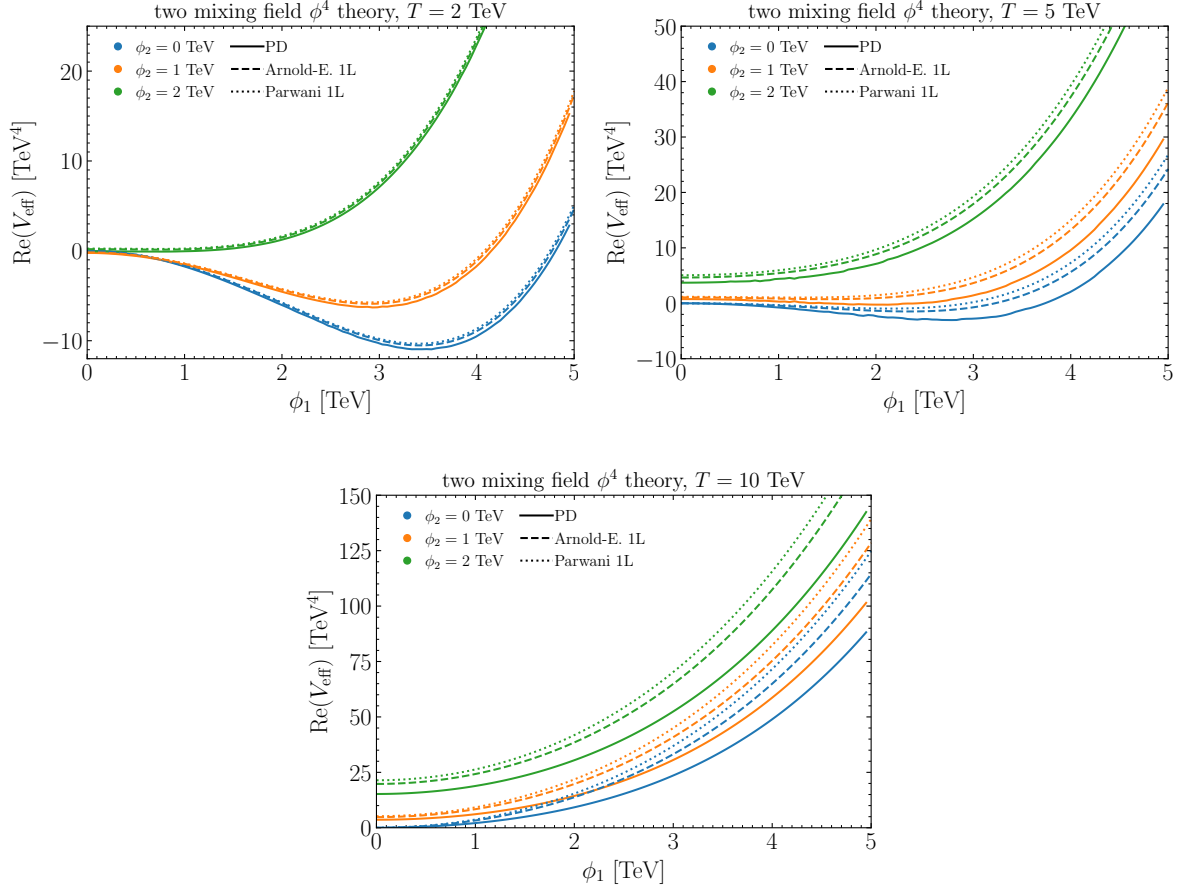 two mixing field ϕ⁴ theory, T = 2 TeV
ϕ₂ = 0 TeV
ϕ₂ = 1 TeV
ϕ₂ = 2 TeV
PD
Arnold-E. 1L
Parwani 1L
Re(V_eff) [TeV⁴]
20
10
0
−10
0 1 2 3 4 5
ϕ₁ [TeV]
two mixing field ϕ⁴ theory, T = 5 TeV
ϕ₂ = 0 TeV
ϕ₂ = 1 TeV
ϕ₂ = 2 TeV
PD
Arnold-E. 1L
Parwani 1L
Re(V_eff) [TeV⁴]
50
40
30
20
10
0
−10
0 1 2 3 4 5
ϕ₁ [TeV]
two mixing field ϕ⁴ theory, T = 10 TeV
ϕ₂ = 0 TeV
ϕ₂ = 1 TeV
ϕ₂ = 2 TeV
PD
Arnold-E. 1L
Parwani 1L
Re(V_eff) [TeV⁴]
150
125
100
75
50
25
0
0 1 2 3 4 5
ϕ₁ [TeV]